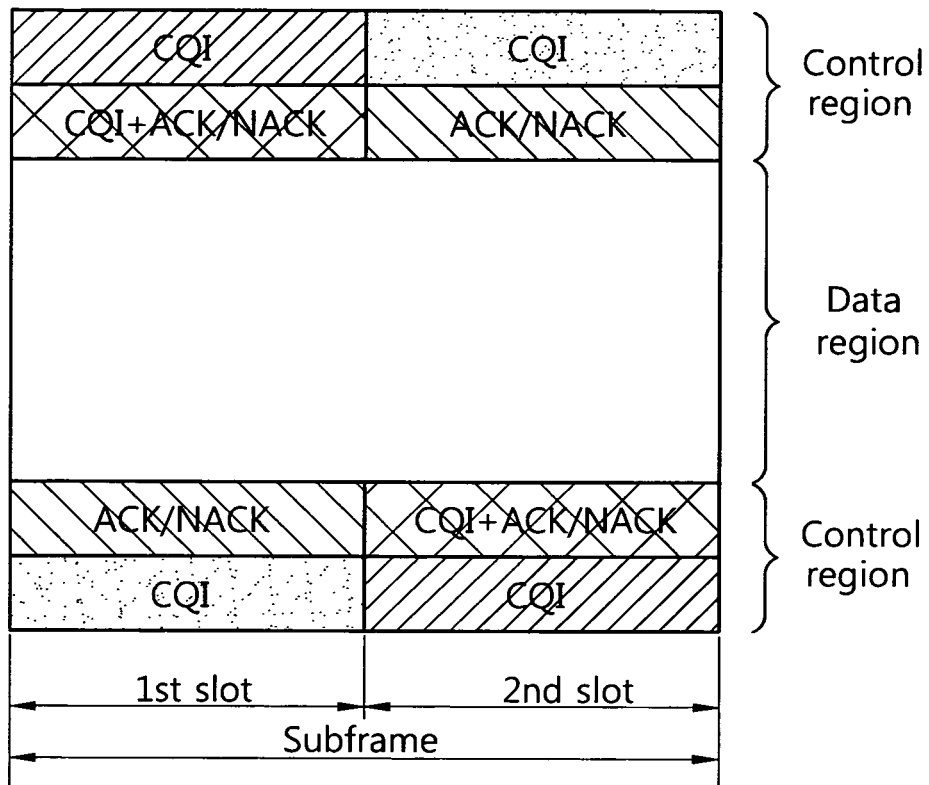 CQI
CQI
CQI+ACK/NACK
ACK/NACK
Control
region
Data
region
ACK/NACK
CQI+ACK/NACK
CQI
CQI
Control
region
1st slot
2nd slot
Subframe